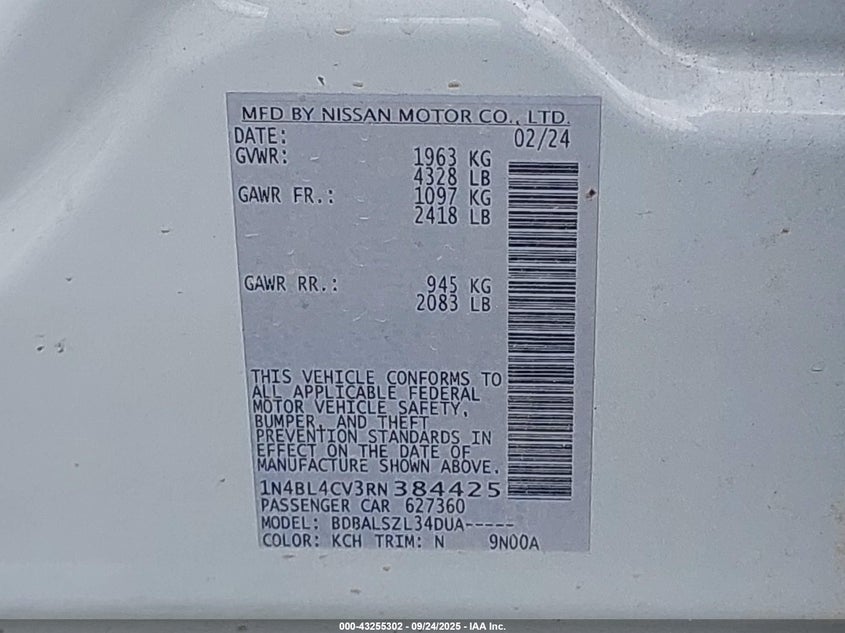 MFD BY NISSAN MOTOR CO., LTD.
DATE: 02/24
GVWR: 1963 KG
4328 LB
GAWR FR.: 1097 KG
2418 LB
GAWR RR.: 945 KG
2083 LB
THIS VEHICLE CONFORMS TO
ALL APPLICABLE FEDERAL
MOTOR VEHICLE SAFETY,
BUMPER, AND THEFT
PREVENTION STANDARDS IN
EFFECT ON THE DATE OF
MANUFACTURE SHOWN ABOVE.
1N4BL4CV3RN384425
PASSENGER CAR 627360
MODEL: BDBALSZL34DUA-----
COLOR: KCH TRIM: N 9N00A
000-43255302 - 09/24/2025 - IAA Inc.